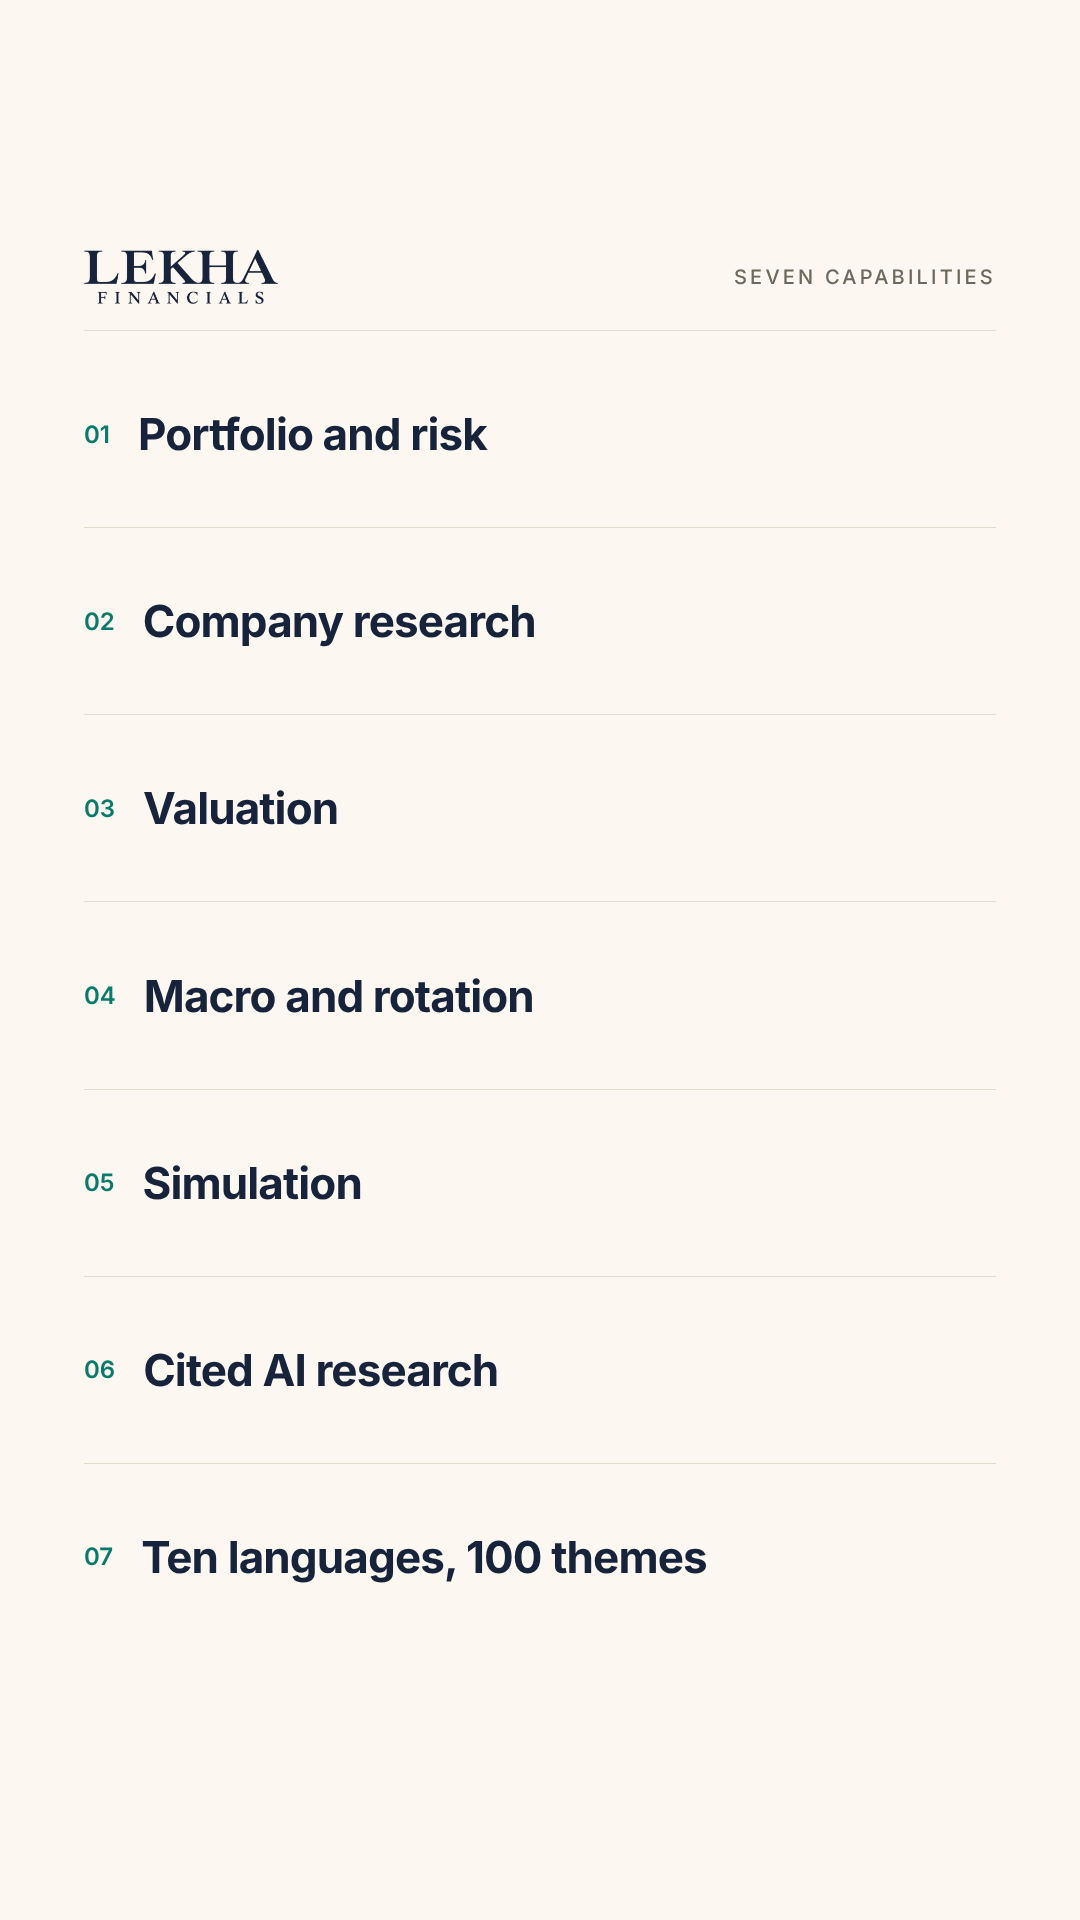 LEKHA
FINANCIALS
SEVEN CAPABILITIES
01 Portfolio and risk
02 Company research
03 Valuation
04 Macro and rotation
05 Simulation
06 Cited AI research
07 Ten languages, 100 themes